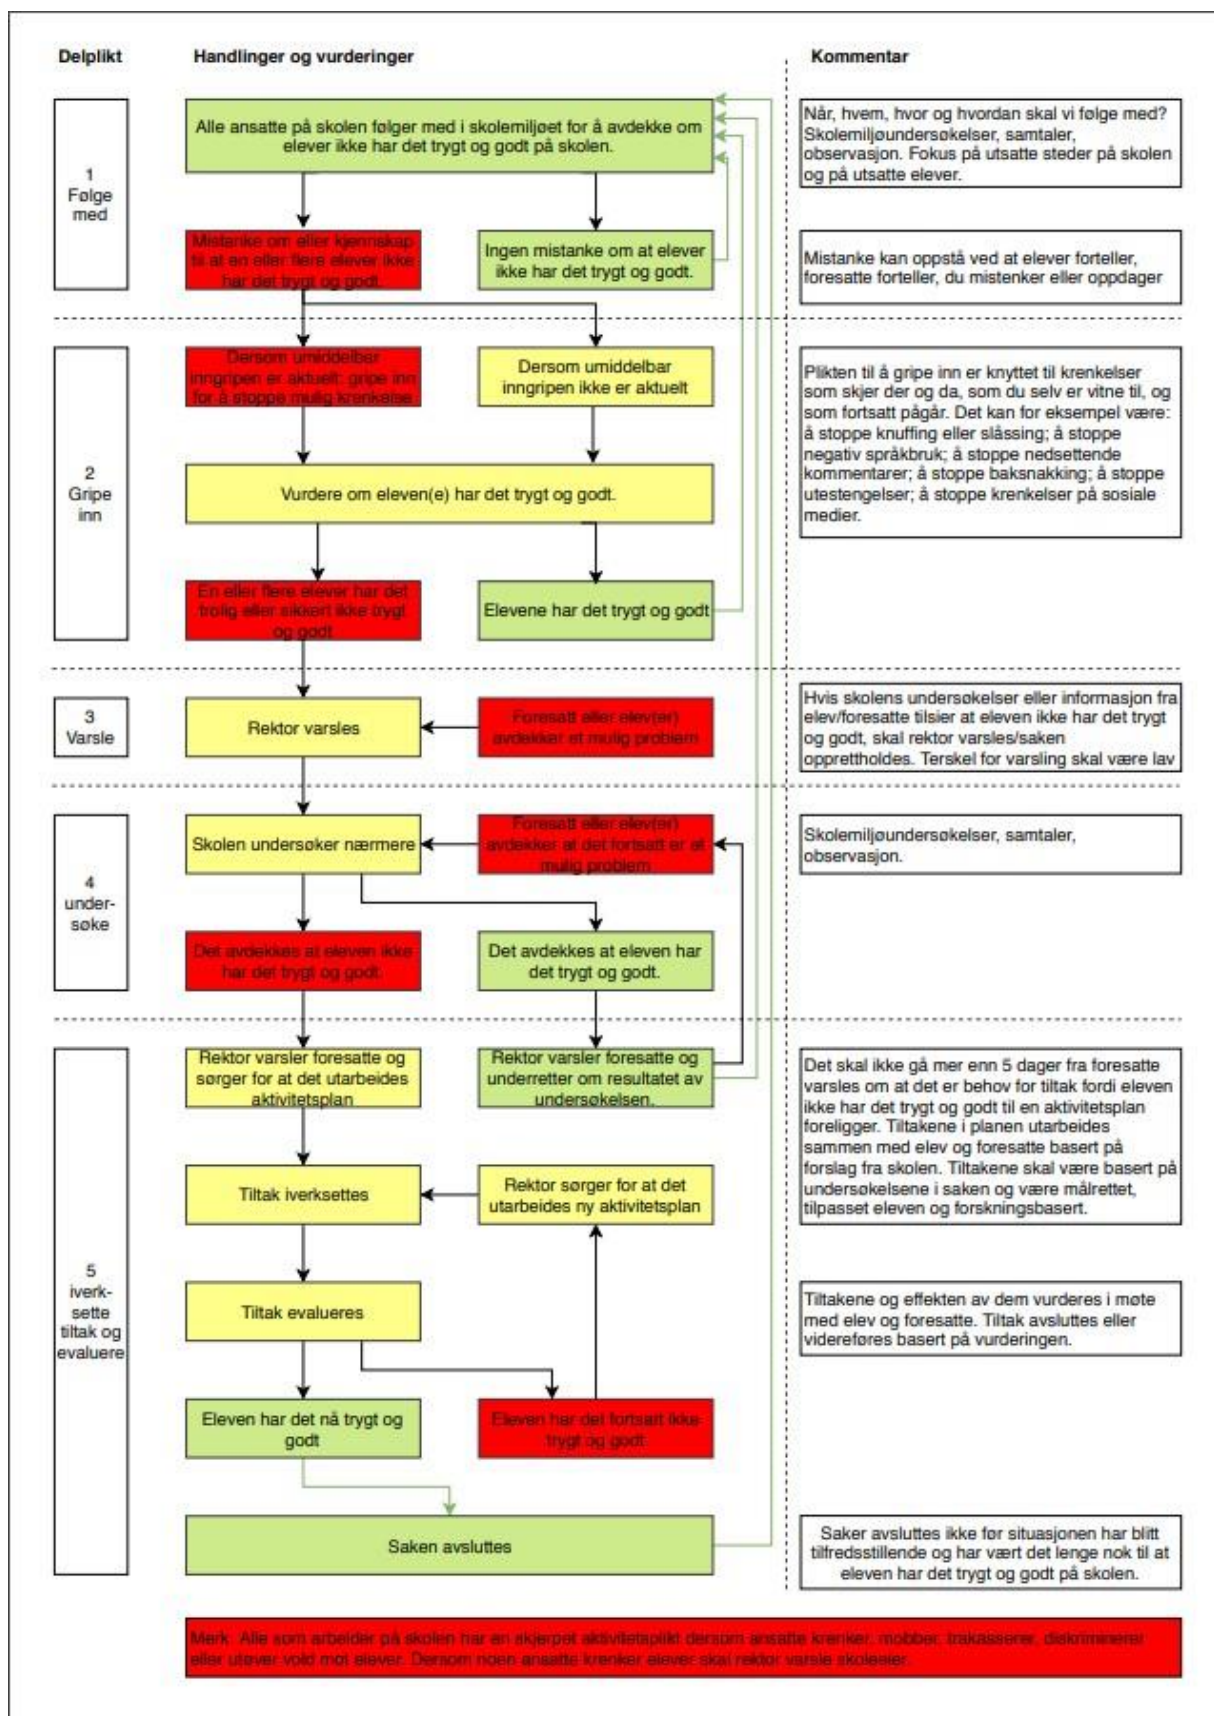 Delplikt
Handlinger og vurderinger
Kommentar
1
Følge
med
Alle ansatte på skolen følger med i skolemiljøet for å avdekke om
elever ikke har det trygt og godt på skolen.
Når, hvem, hvor og hvordan skal vi følge med?
Skolemiljøundersøkelser, samtaler,
observasjon. Fokus på utsatte steder på skolen
og på utsatte elever.
Mistanke om eller kjennskap
til at en eller flere elever ikke
har det trygt og godt.
Ingen mistanke om at elever
ikke har det trygt og godt.
Mistanke kan oppstå ved at elever forteller,
foresatte forteller, du mistenker eller oppdager
2
Gripe
inn
Dersom umiddelbar
inngripen er aktuelt: gripe inn
for å stoppe mulig krenkelse
Dersom umiddelbar
inngripen ikke er aktuelt
Plikten til å gripe inn er knyttet til krenkelser
som skjer der og da, som du selv er vitne til, og
som fortsatt pågår. Det kan for eksempel være:
å stoppe knuffing eller slåssing; å stoppe
negativ språkbruk; å stoppe nedsettende
kommentarer; å stoppe baksnakking; å stoppe
utestengelser; å stoppe krenkelser på sosiale
medier.
Vurdere om eleven(e) har det trygt og godt.
En eller flere elever har det
trolig eller sikkert ikke trygt
og godt
Elevene har det trygt og godt
3
Varsle
Rektor varsles
Foresatt eller elev(er)
avdekker et mulig problem
Hvis skolens undersøkelser eller informasjon fra
elev/foresatte tilsier at eleven ikke har det trygt
og godt, skal rektor varsles/saken
opprettholdes. Terskel for varsling skal være lav
4
under-
søke
Skolen undersøker nærmere
Foresatt eller elev(er)
avdekker at det fortsatt er et
mulig problem
Skolemiljøundersøkelser, samtaler,
observasjon.
Det avdekkes at eleven ikke
har det trygt og godt.
Det avdekkes at eleven har
det trygt og godt.
5
iverk-
sette
tiltak og
evaluere
Rektor varsler foresatte og
sørger for at det utarbeides
aktivitetsplan
Rektor varsler foresatte og
underretter om resultatet av
undersøkelsen.
Det skal ikke gå mer enn 5 dager fra foresatte
varsles om at det er behov for tiltak fordi eleven
ikke har det trygt og godt til en aktivitetsplan
foreligger. Tiltakene i planen utarbeides
sammen med elev og foresatte basert på
forslag fra skolen. Tiltakene skal være basert på
undersøkelsene i saken og være målrettet,
tilpasset eleven og forskningsbasert.
Tiltak iverksettes
Rektor sørger for at det
utarbeides ny aktivitetsplan
Tiltak evalueres
Tiltakene og effekten av dem vurderes i møte
med elev og foresatte. Tiltak avsluttes eller
videreføres basert på vurderingen.
Eleven har det nå trygt og
godt
Eleven har det fortsatt ikke
trygt og godt
Saken avsluttes
Saker avsluttes ikke før situasjonen har blitt
tilfredsstillende og har vært det lenge nok til at
eleven har det trygt og godt på skolen.
Merk: Alle som arbeider på skolen har en skjerpet aktivitetsplikt dersom ansatte krenker, mobber, trakasserer, diskriminerer
eller utøver vold mot elever. Dersom noen ansatte krenker elever skal rektor varsle skoleeier.